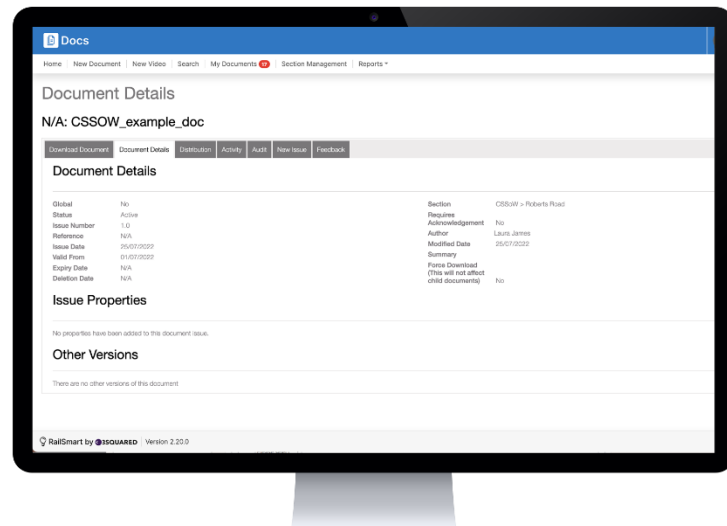 Docs
Home New Document New Video Search My Documents 17 Section Management Reports
Document Details
N/A: CSSOW_example_doc
Download Document Document Details Distribution Activity Audit New Issue Feedback
Document Details
Global No
Status Active
Issue Number 1.0
Reference N/A
Issue Date 25/07/2022
Valid From 01/07/2022
Expiry Date N/A
Deletion Date N/A
Section CSSoW > Roberts Road
Requires
Acknowledgement No
Author Laura James
Modified Date 25/07/2022
Summary
Force Download
(This will not affect
child documents) No
Issue Properties
No properties have been added to this document issue.
Other Versions
There are no other versions of this document
RailSmart by 3SQUARED Version 2.20.0